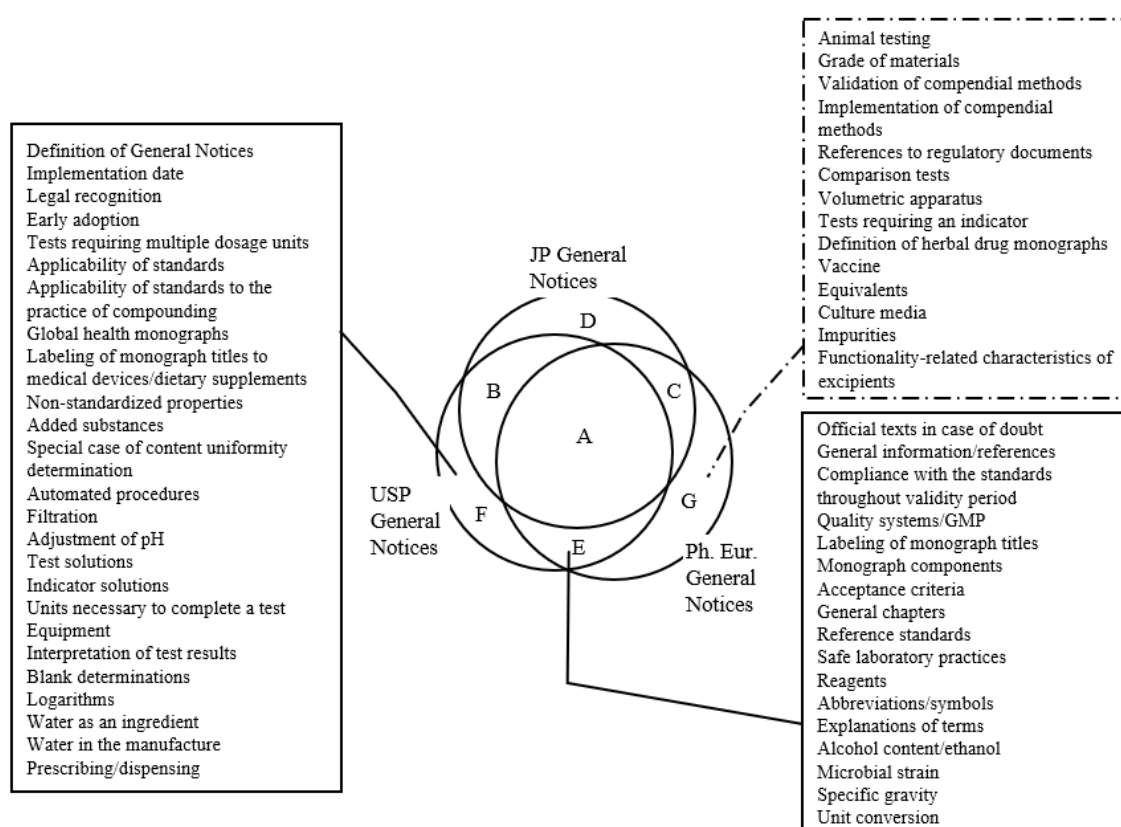 Definition of General Notices
Implementation date
Legal recognition
Early adoption
Tests requiring multiple dosage units
Applicability of standards
Applicability of standards to the
practice of compounding
Global health monographs
Labeling of monograph titles to
medical devices/dietary supplements
Non-standardized properties
Added substances
Special case of content uniformity
determination
Automated procedures
Filtration
Adjustment of pH
Test solutions
Indicator solutions
Units necessary to complete a test
Equipment
Interpretation of test results
Blank determinations
Logarithms
Water as an ingredient
Water in the manufacture
Prescribing/dispensing
JP General
Notices
D
B
C
A
USP
General
Notices
F
G
E
Ph. Eur.
General
Notices
Animal testing
Grade of materials
Validation of compendial methods
Implementation of compendial
methods
References to regulatory documents
Comparison tests
Volumetric apparatus
Tests requiring an indicator
Definition of herbal drug monographs
Vaccine
Equivalents
Culture media
Impurities
Functionality-related characteristics of
excipients
Official texts in case of doubt
General information/references
Compliance with the standards
throughout validity period
Quality systems/GMP
Labeling of monograph titles
Monograph components
Acceptance criteria
General chapters
Reference standards
Safe laboratory practices
Reagents
Abbreviations/symbols
Explanations of terms
Alcohol content/ethanol
Microbial strain
Specific gravity
Unit conversion